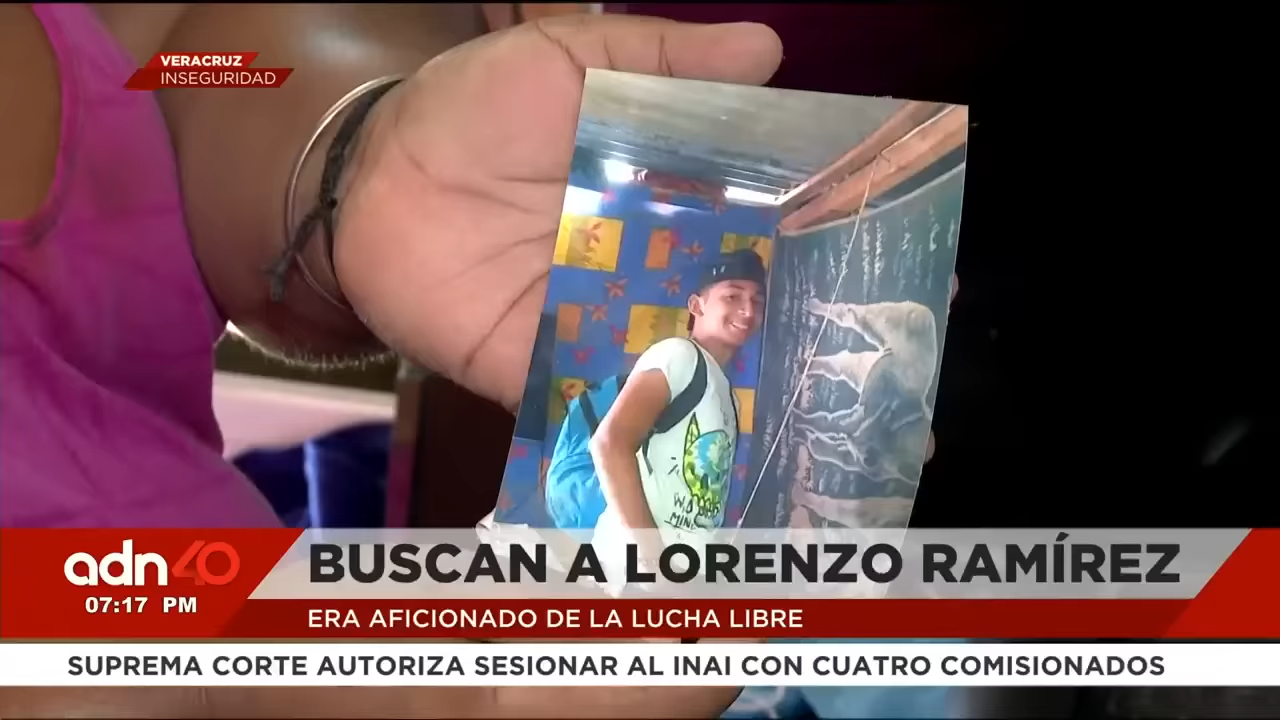 VERACRUZ
INSEGURIDAD
adn40
07:17 PM
BUSCAN A LORENZO RAMÍREZ
ERA AFICIONADO DE LA LUCHA LIBRE
SUPREMA CORTE AUTORIZA SESIONAR AL INAI CON CUATRO COMISIONADOS